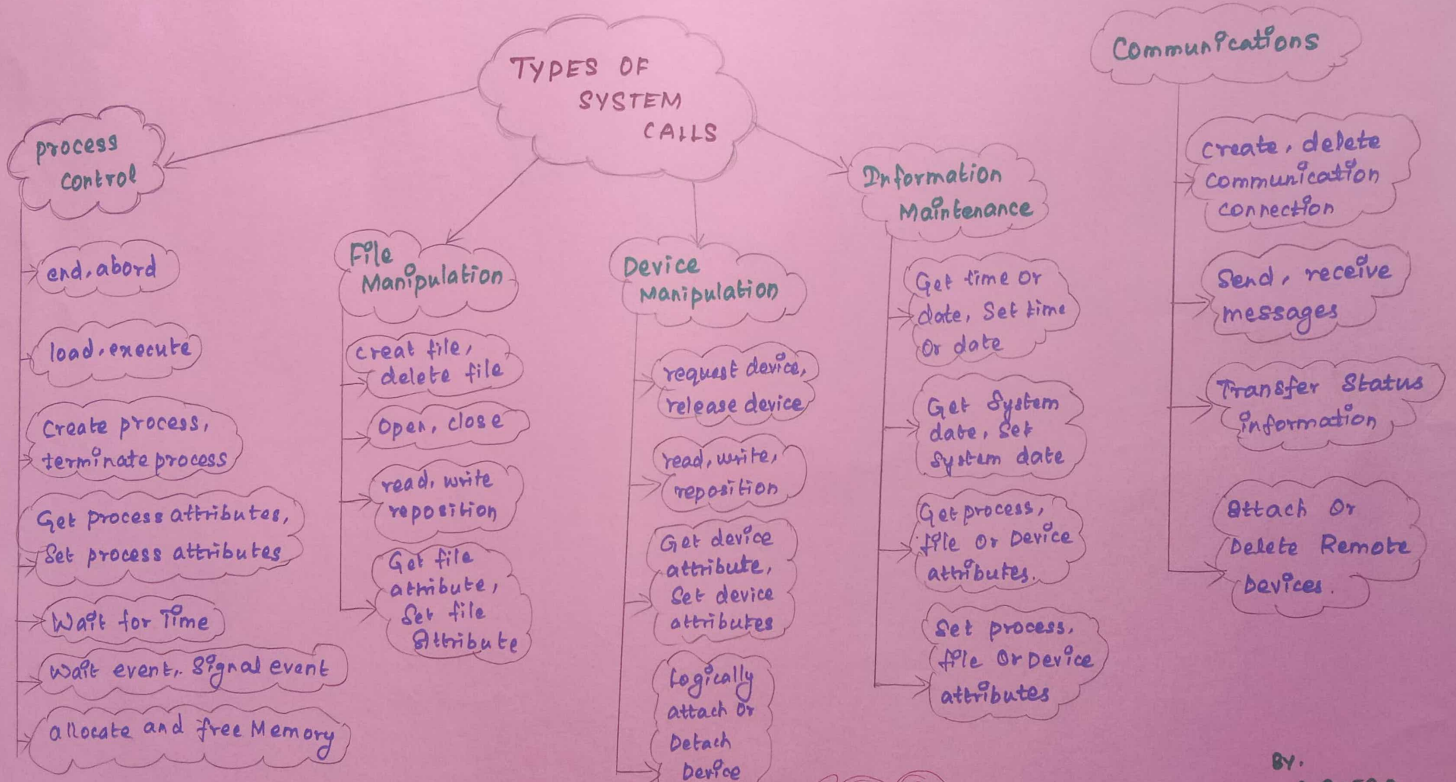 TYPES OF
SYSTEM
CALLS
process
control
end, abord
load, execute
Create process,
terminate process
Get process attributes,
Set process attributes
Wait for Time
Wait event, Signal event
allocate and free Memory
File
Manipulation
creat file,
delete file
Open, close
read, write
reposition
Get file
attribute,
Set file
Attribute
Device
Manipulation
request device,
release device
read, write,
reposition
Get device
attribute,
Set device
attributes
Logically
attach Or
Detach
Device
Information
Maintenance
Get time Or
date, Set time
Or date
Get System
date, Set
System date
Get process,
file Or Device
attributes.
Set process,
file Or Device
attributes
Communications
Create, delete
Communication
connection
Send, receive
messages
Transfer Status
information
Attach Or
Delete Remote
Devices.
BY.